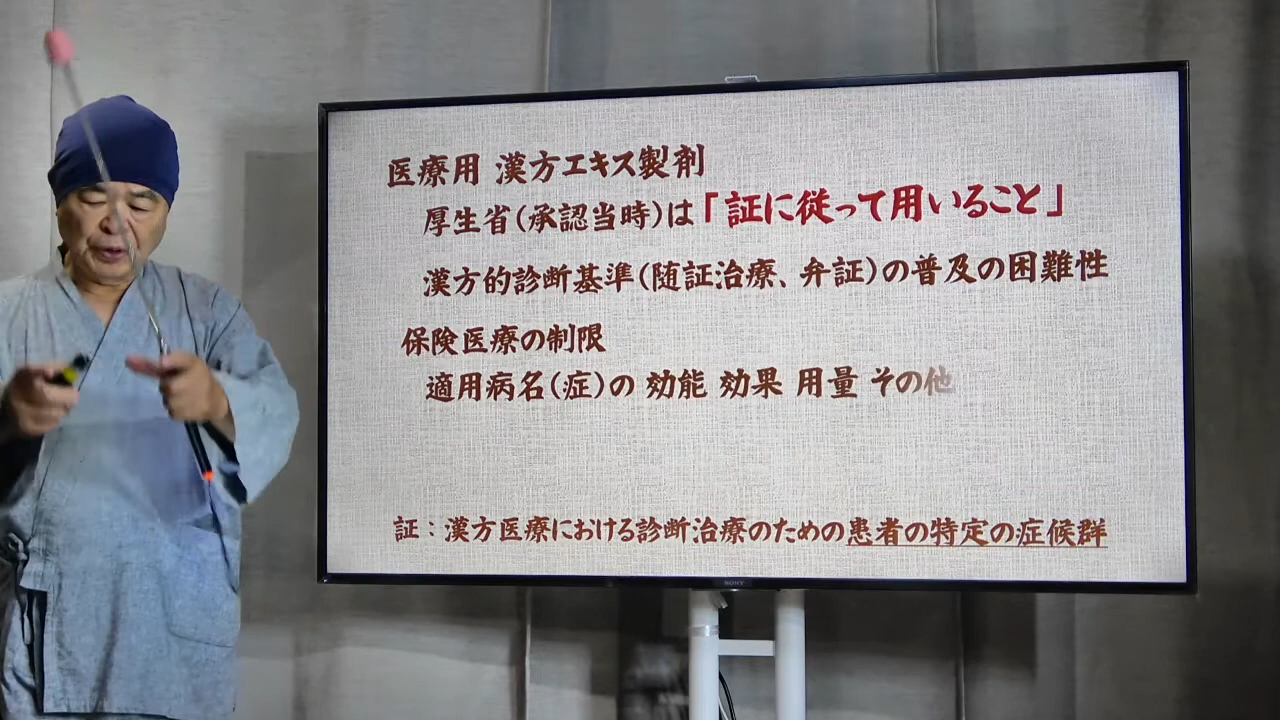 医療用 漢方エキス製剤
厚生省(承認当時)は「証に従って用いること」
漢方的診断基準(随証治療、弁証)の普及の困難性
保険医療の制限
適用病名(症)の 効能 効果 用量 その他
証：漢方医療における診断治療のための患者の特定の症候群
SONY